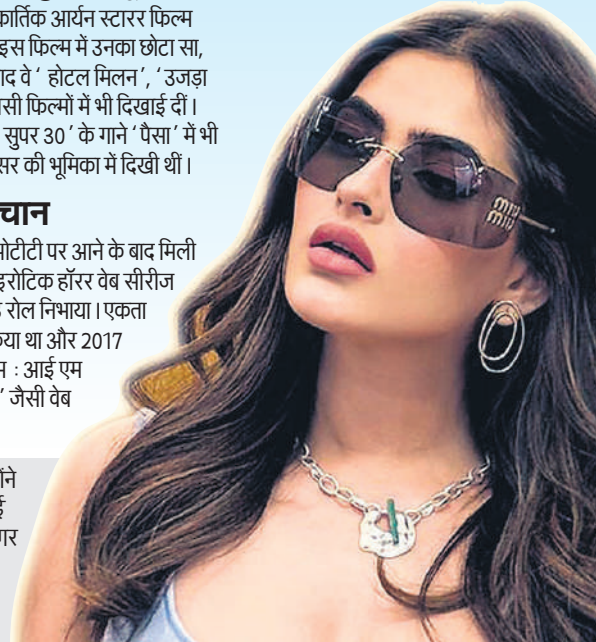 कार्तिक आर्यन स्टारर फिल्म
इस फिल्म में उनका छोटा सा,
वे ‘ होटल मिलन’, ‘उजड़ा
फिल्मों में भी दिखाई दीं।
सुपर 30 ’ के गाने ‘पैसा’ में भी
की भूमिका में दिखी थीं।
चान
ओटीटी पर आने के बाद मिली
इरोटिक हॉरर वेब सीरीज
रोल निभाया। एकता
था और 2017
: आई एम
’ जैसी वेब
miu
miu